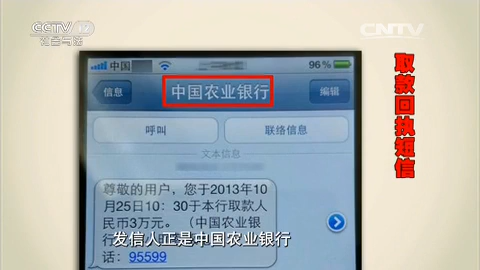 CCTV 12
社会与法
CNTV
中国
96%
信息
中国农业银行
编辑
取款回执短信
呼叫
联络信息
文本信息
尊敬的用户，您于2013年10
月25日10：30于本行取款人
民币3万元。（中国农业银
话：95599
发信人正是中国农业银行